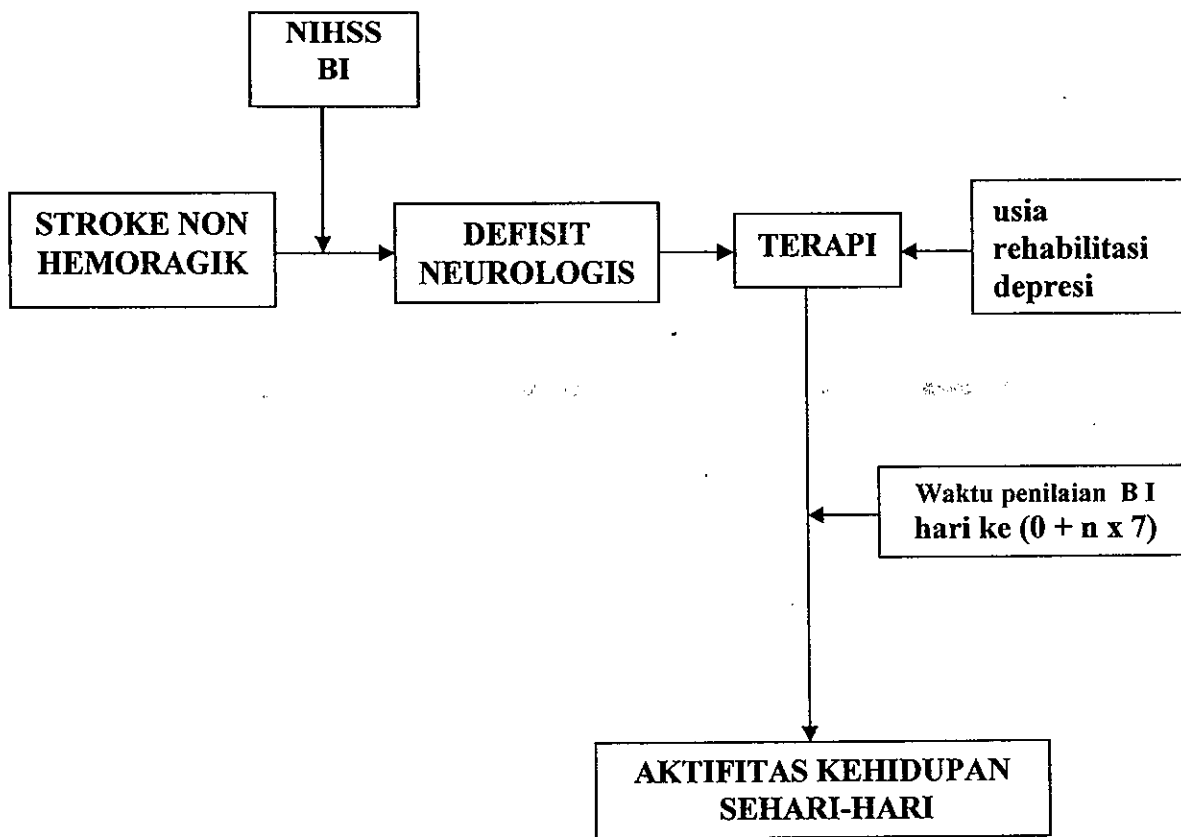 NIHSS
BI
STROKE NON
HEMORAGIK
DEFISIT
NEUROLOGIS
TERAPI
usia
rehabilitasi
depresi
Waktu penilaian B I
hari ke (0 + n x 7)
AKTIFITAS KEHIDUPAN
SEHARI-HARI